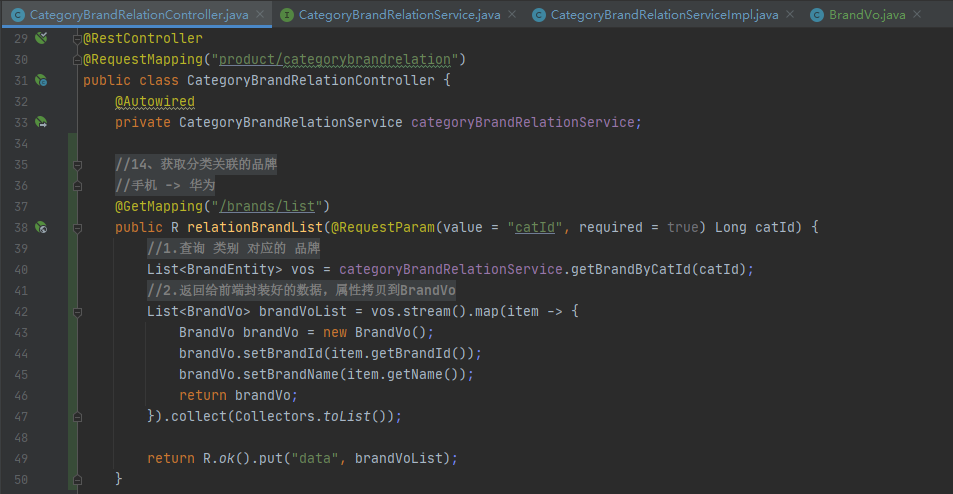 CategoryBrandRelationController.java × CategoryBrandRelationService.java × CategoryBrandRelationServiceImpl.java × BrandVo.java ×
29 @RestController
30 @RequestMapping("product/categorybrandrelation")
31 public class CategoryBrandRelationController {
32 @Autowired
33 private CategoryBrandRelationService categoryBrandRelationService;
34
35 //14、获取分类关联的品牌
36 //手机 -> 华为
37 @GetMapping("/brands/list")
38 public R relationBrandList(@RequestParam(value = "catId", required = true) Long catId) {
39 //1.查询 类别 对应的 品牌
40 List<BrandEntity> vos = categoryBrandRelationService.getBrandByCatId(catId);
41 //2.返回给前端封装好的数据，属性拷贝到BrandVo
42 List<BrandVo> brandVoList = vos.stream().map(item -> {
43 BrandVo brandVo = new BrandVo();
44 brandVo.setBrandId(item.getBrandId());
45 brandVo.setBrandName(item.getName());
46 return brandVo;
47 }).collect(Collectors.toList());
48
49 return R.ok().put("data", brandVoList);
50 }